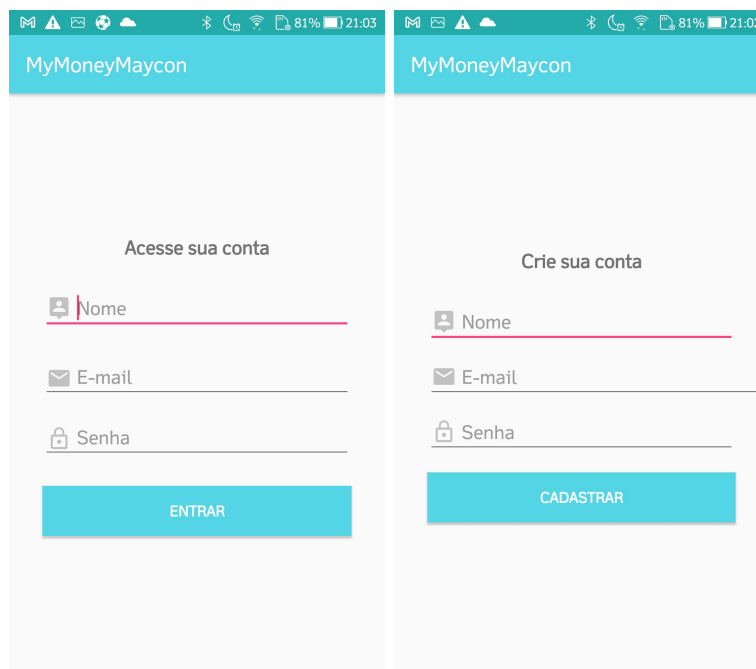 81% 21:03
MyMoneyMaycon
Acesse sua conta
Nome
E-mail
Senha
ENTRAR
81% 21:02
MyMoneyMaycon
Crie sua conta
Nome
E-mail
Senha
CADASTRAR